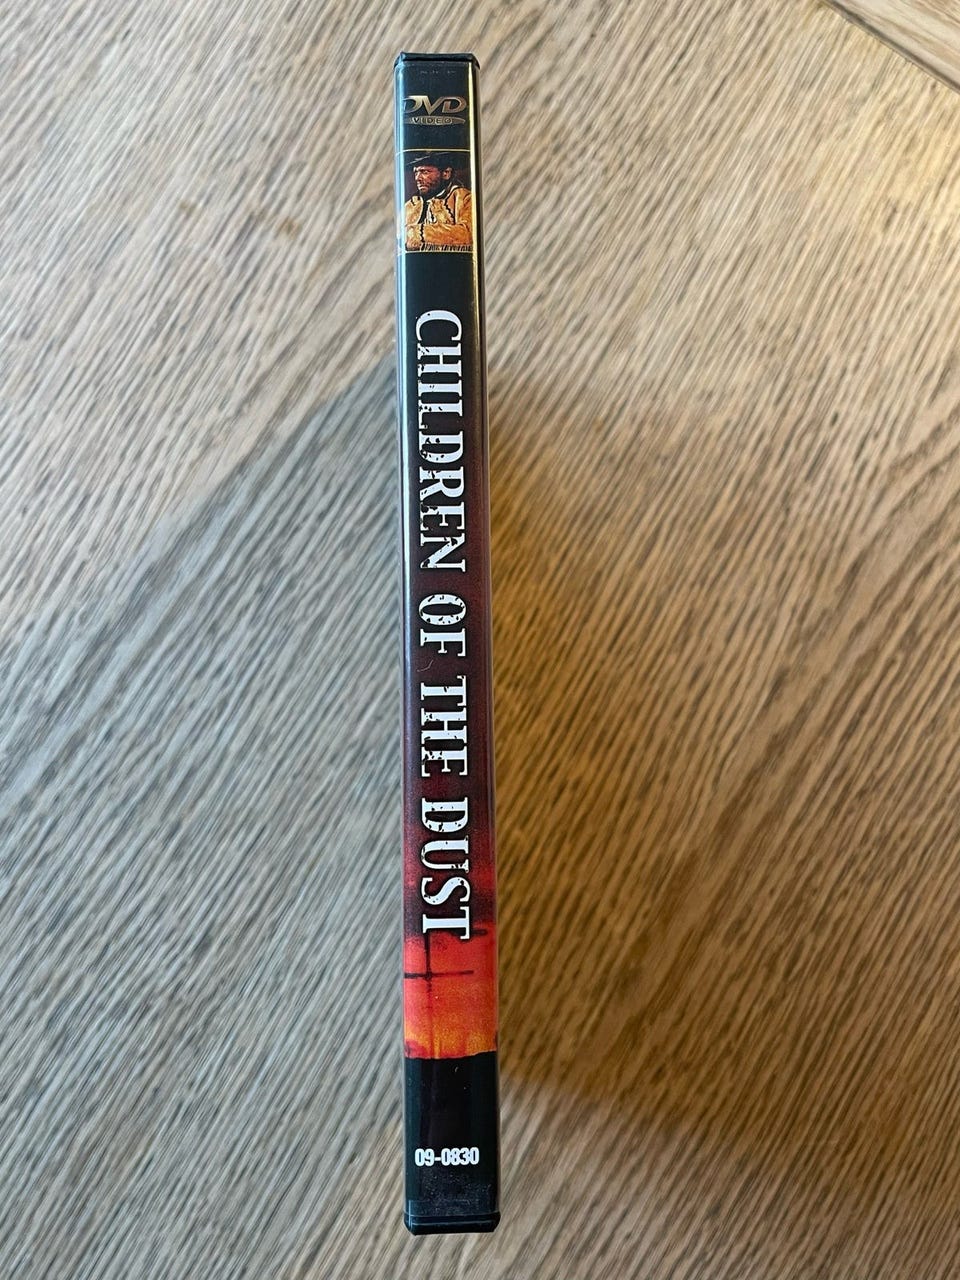 DVD
VIDEO
CHILDREN OF THE DUST
09-0830